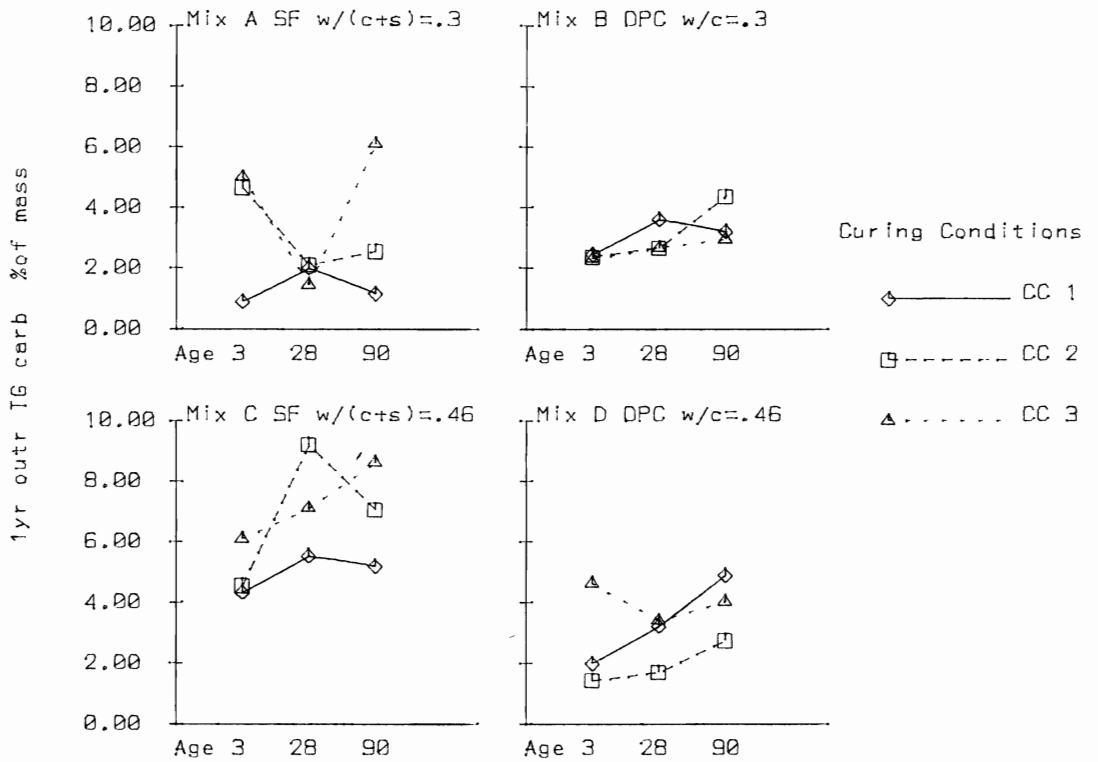 1yr outr TG carb %of mass
Mix A SF w/(c+s)=.3
10.00
8.00
6.00
4.00
2.00
0.00
Age 3 28 90
Mix B OPC w/c=.3
Age 3 28 90
Mix C SF w/(c+s)=.46
10.00
8.00
6.00
4.00
2.00
0.00
Age 3 28 90
Mix D OPC w/c=.46
Age 3 28 90
Curing Conditions
CC 1
CC 2
CC 3